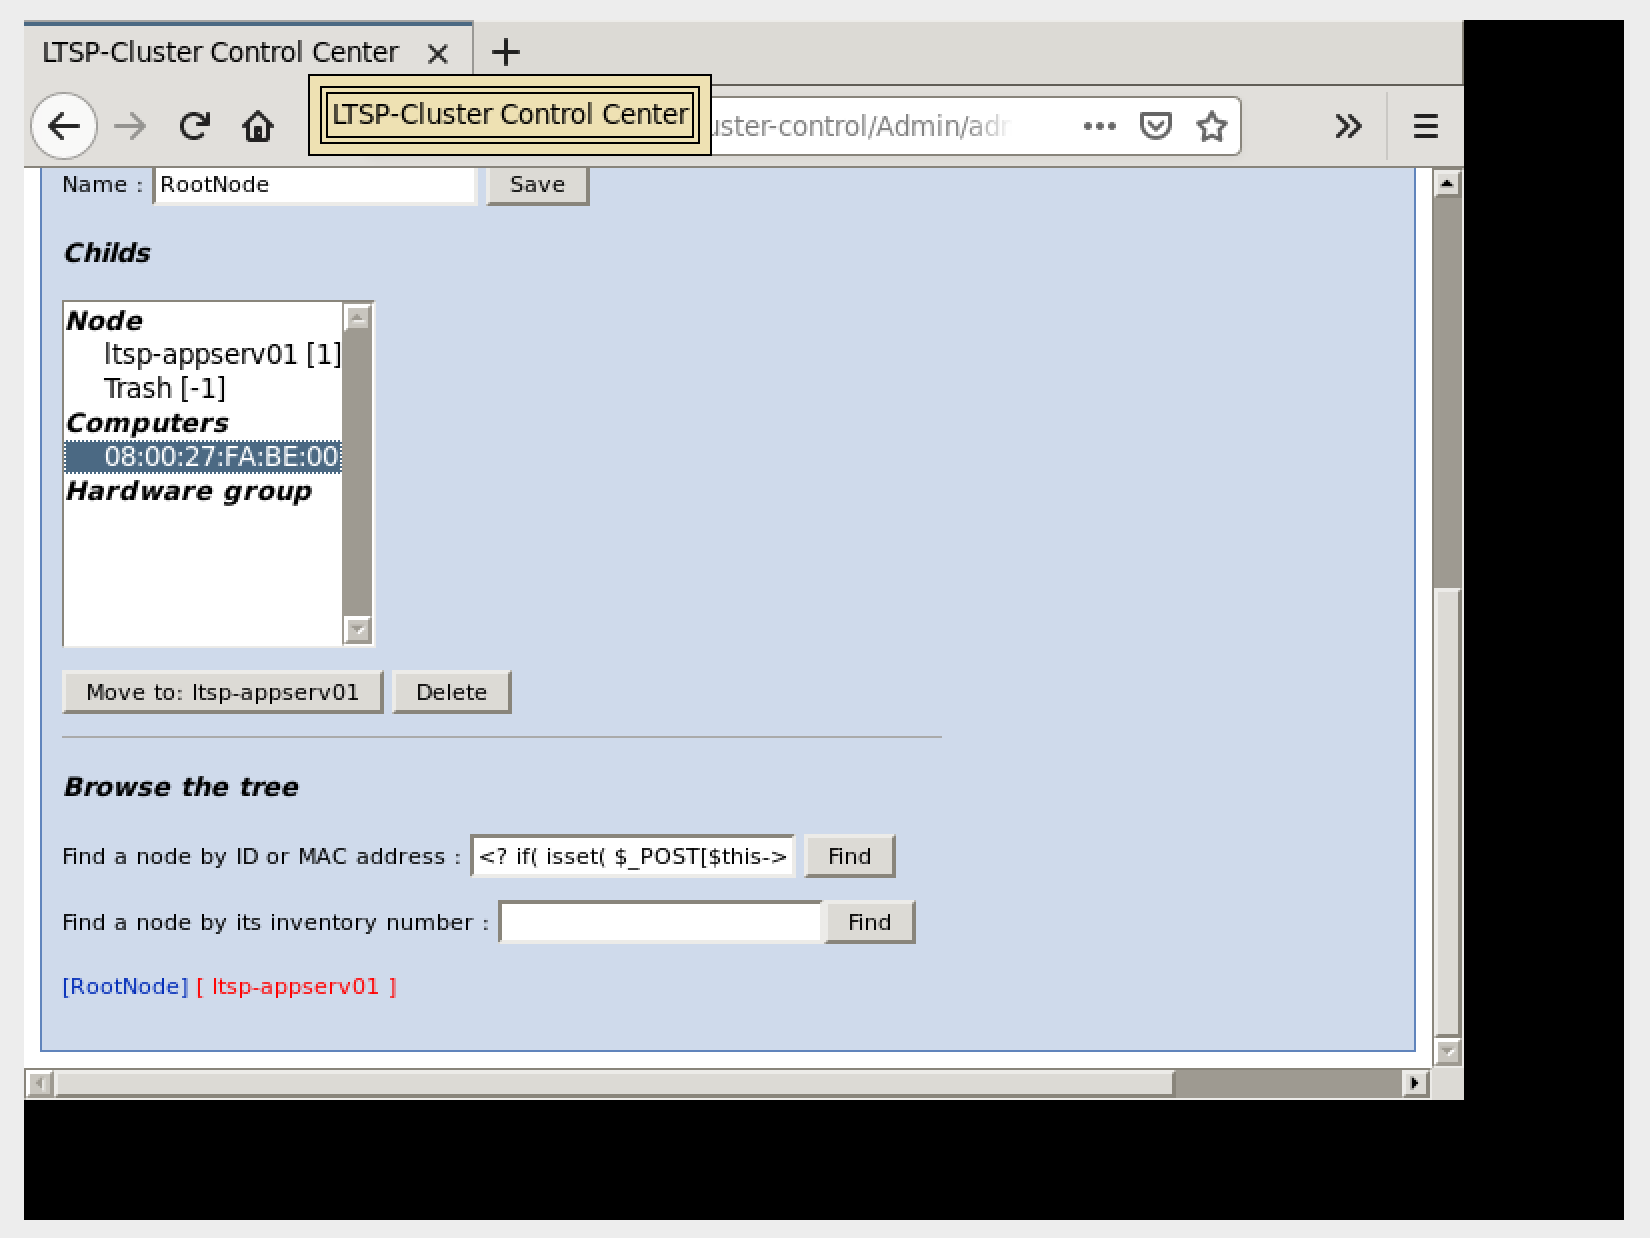 LTSP-Cluster Control Center
LTSP-Cluster Control Center
uster-control/Admin/adr
Name : RootNode Save
Childs
Node
ltsp-appserv01 [1]
Trash [-1]
Computers
08:00:27:FA:BE:00
Hardware group
Move to: ltsp-appserv01 Delete
Browse the tree
Find a node by ID or MAC address : <? if( isset( $_POST[$this-> Find
Find a node by its inventory number : Find
[RootNode] [ ltsp-appserv01 ]